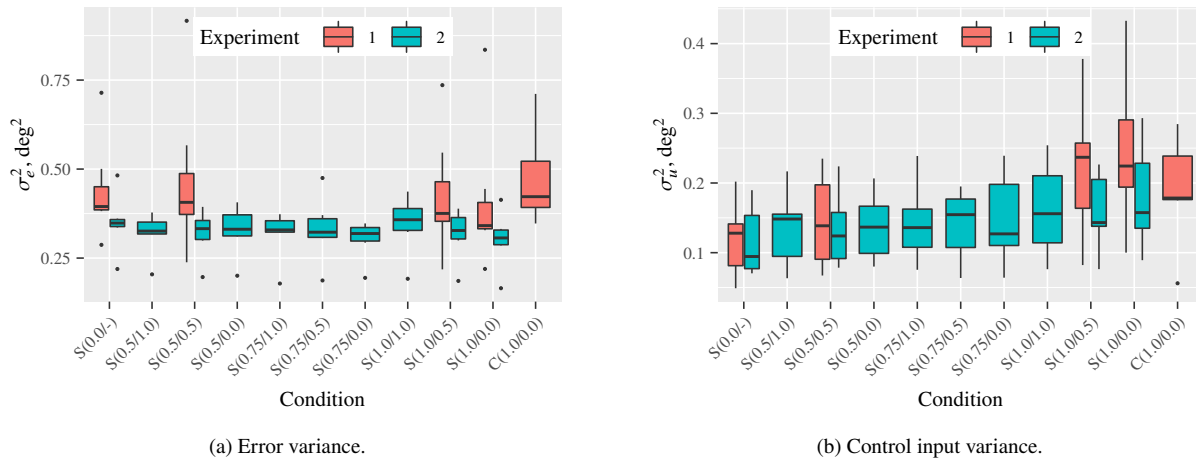 Experiment 1 2
0.75
0.50
0.25
σ²ₑ, deg²
S(0.0/-)
S(0.5/1.0)
S(0.5/0.5)
S(0.5/0.0)
S(0.75/1.0)
S(0.75/0.5)
S(0.75/0.0)
S(1.0/1.0)
S(1.0/0.5)
S(1.0/0.0)
C(1.0/0.0)
Condition
(a) Error variance.
Experiment 1 2
0.4
0.3
0.2
0.1
σ²ᵤ, deg²
S(0.0/-)
S(0.5/1.0)
S(0.5/0.5)
S(0.5/0.0)
S(0.75/1.0)
S(0.75/0.5)
S(0.75/0.0)
S(1.0/1.0)
S(1.0/0.5)
S(1.0/0.0)
C(1.0/0.0)
Condition
(b) Control input variance.